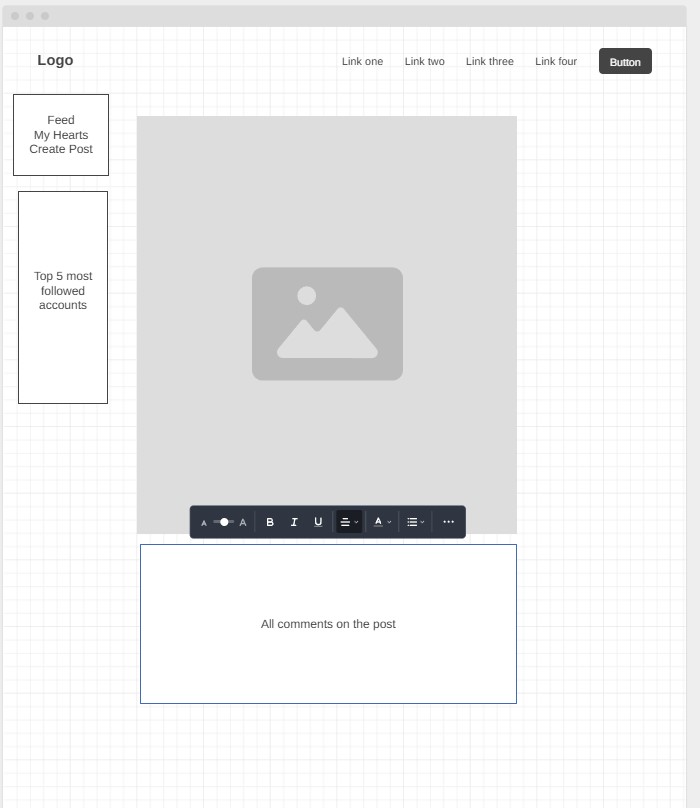 Logo
Link one
Link two
Link three
Link four
Button
Feed
My Hearts
Create Post
Top 5 most
followed
accounts
A
A
B
I
U
A
All comments on the post